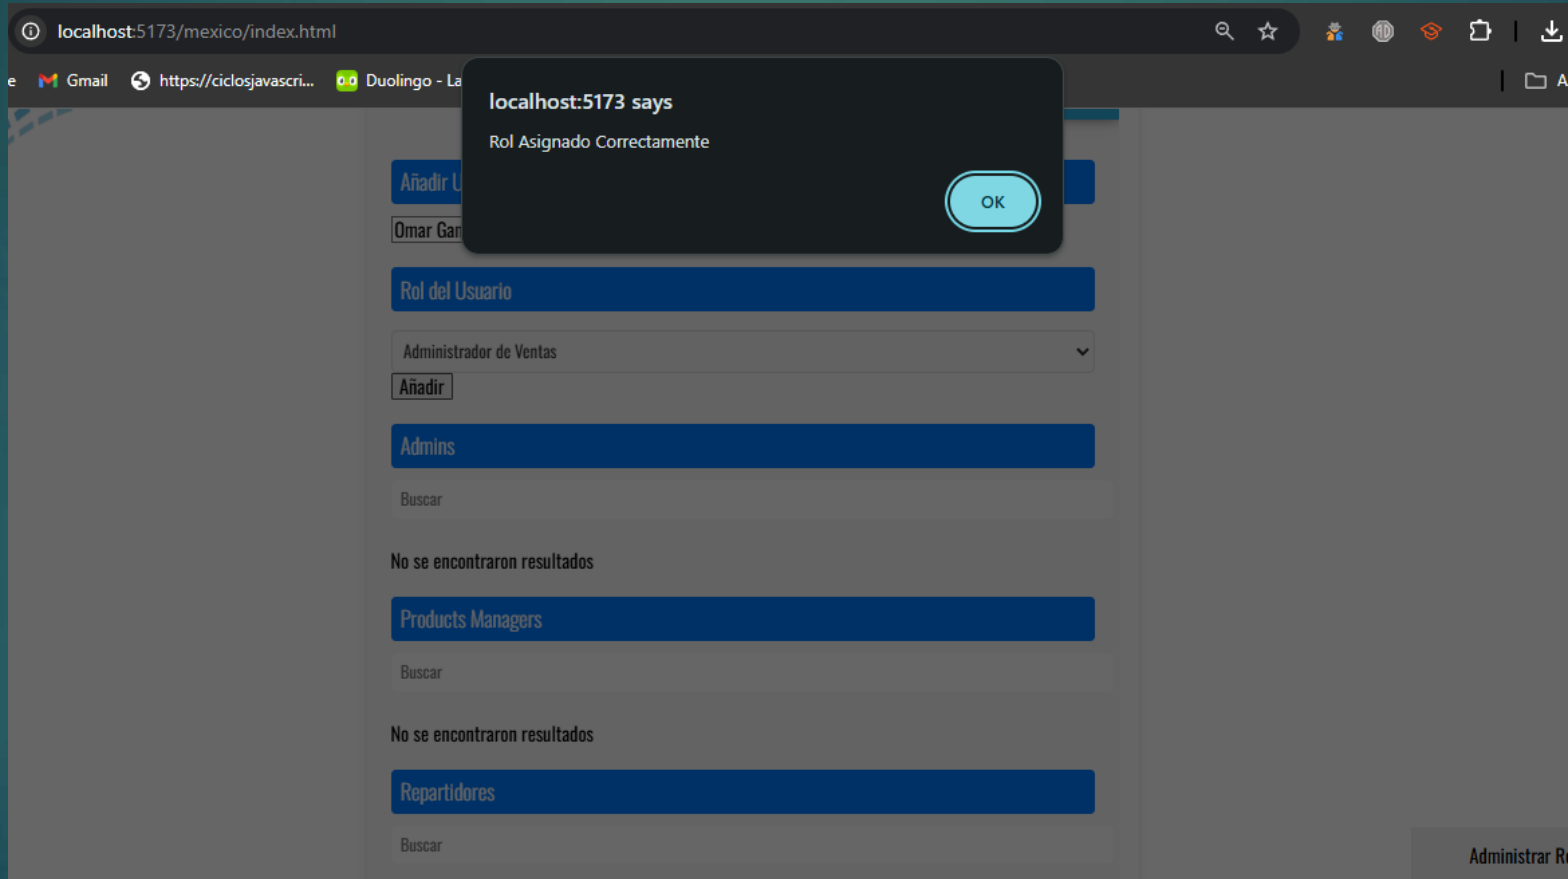 localhost:5173/mexico/index.html
e Gmail https://ciclosjavascri... Duolingo - La
localhost:5173 says
Rol Asignado Correctamente
OK
Añadir U
Omar Gar
Rol del Usuario
Administrador de Ventas
Añadir
Admins
Buscar
No se encontraron resultados
Products Managers
Buscar
No se encontraron resultados
Repartidores
Buscar
Administrar R